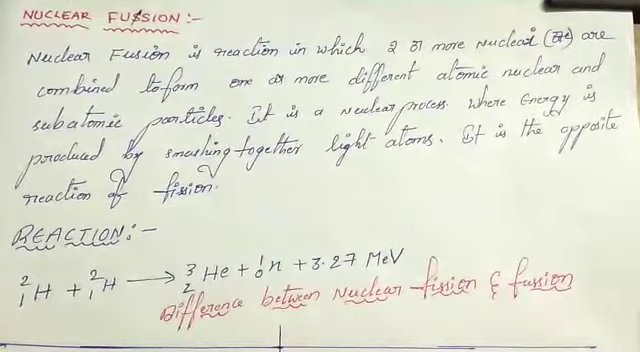 NUCLEAR FUSSION :-
Nuclear Fusion is reaction in which 2 or more nuclei (or) are
combined to form one or more different atomic nuclear and
subatomic particles. It is a nuclear process. Where Energy is
produced by smashing together light atoms. It is the opposite
reaction of fission.
REACTION :-
²₁H + ²₁H → ³₂He + ¹₀n + 3.27 MeV
Difference between Nuclear fission & fussion